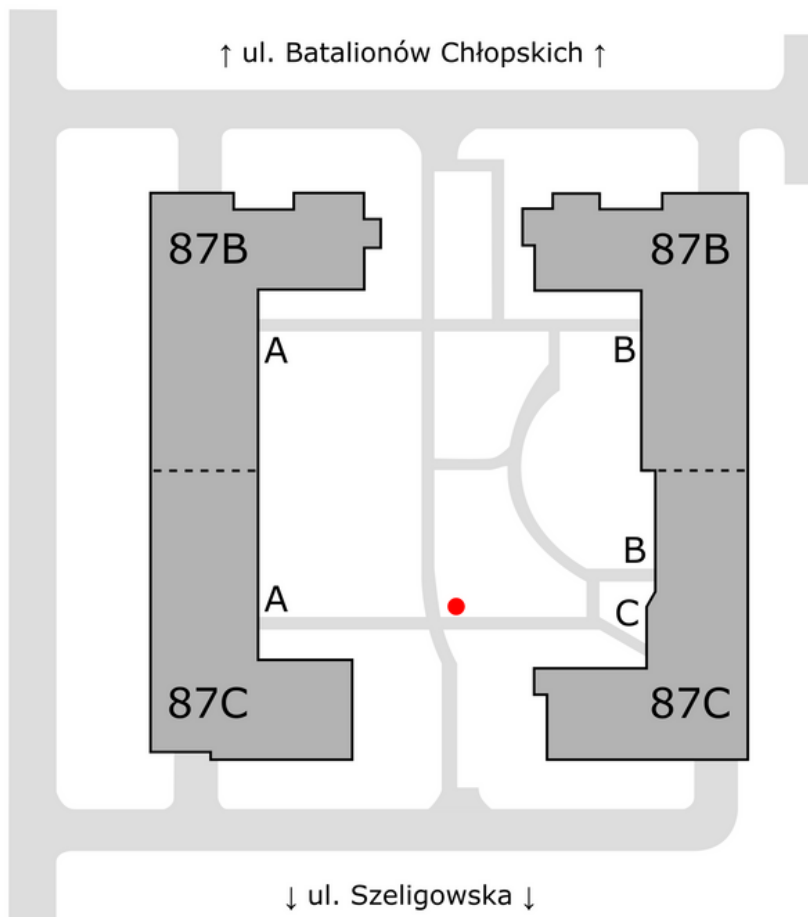 ↑ ul. Batalionów Chłopskich ↑
87B 87B
A B
B
A C
87C 87C
↓ ul. Szeligowska ↓